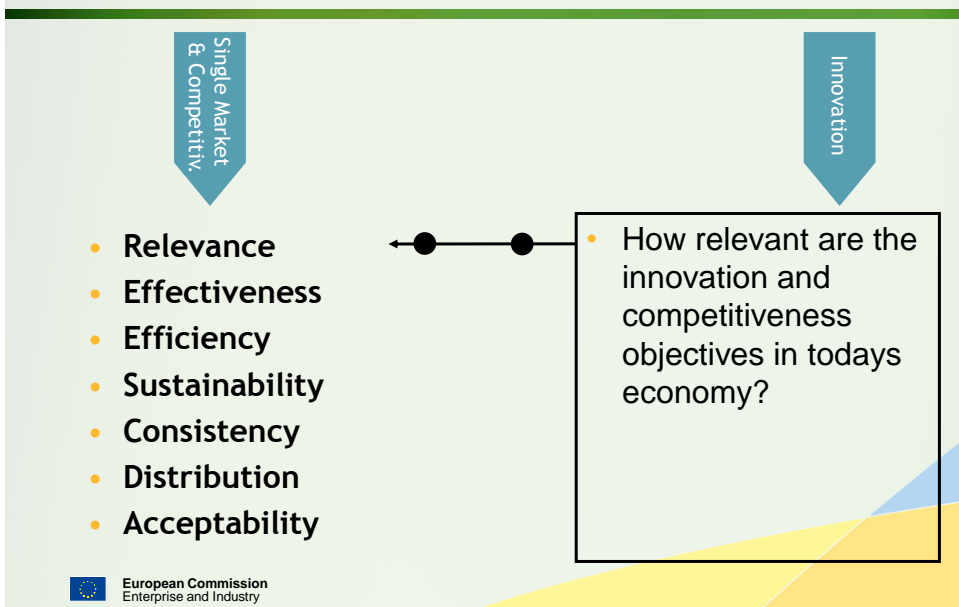 Single Market
& Competitiv.
Innovation
• Relevance
• Effectiveness
• Efficiency
• Sustainability
• Consistency
• Distribution
• Acceptability
• How relevant are the
innovation and
competitiveness
objectives in todays
economy?
European Commission
Enterprise and Industry